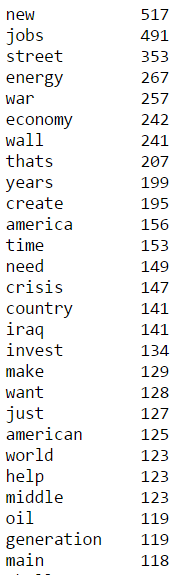 new 517
jobs 491
street 353
energy 267
war 257
economy 242
wall 241
thats 207
years 199
create 195
america 156
time 153
need 149
crisis 147
country 141
iraq 141
invest 134
make 129
want 128
just 127
american 125
world 123
help 123
middle 123
oil 119
generation 119
main 118